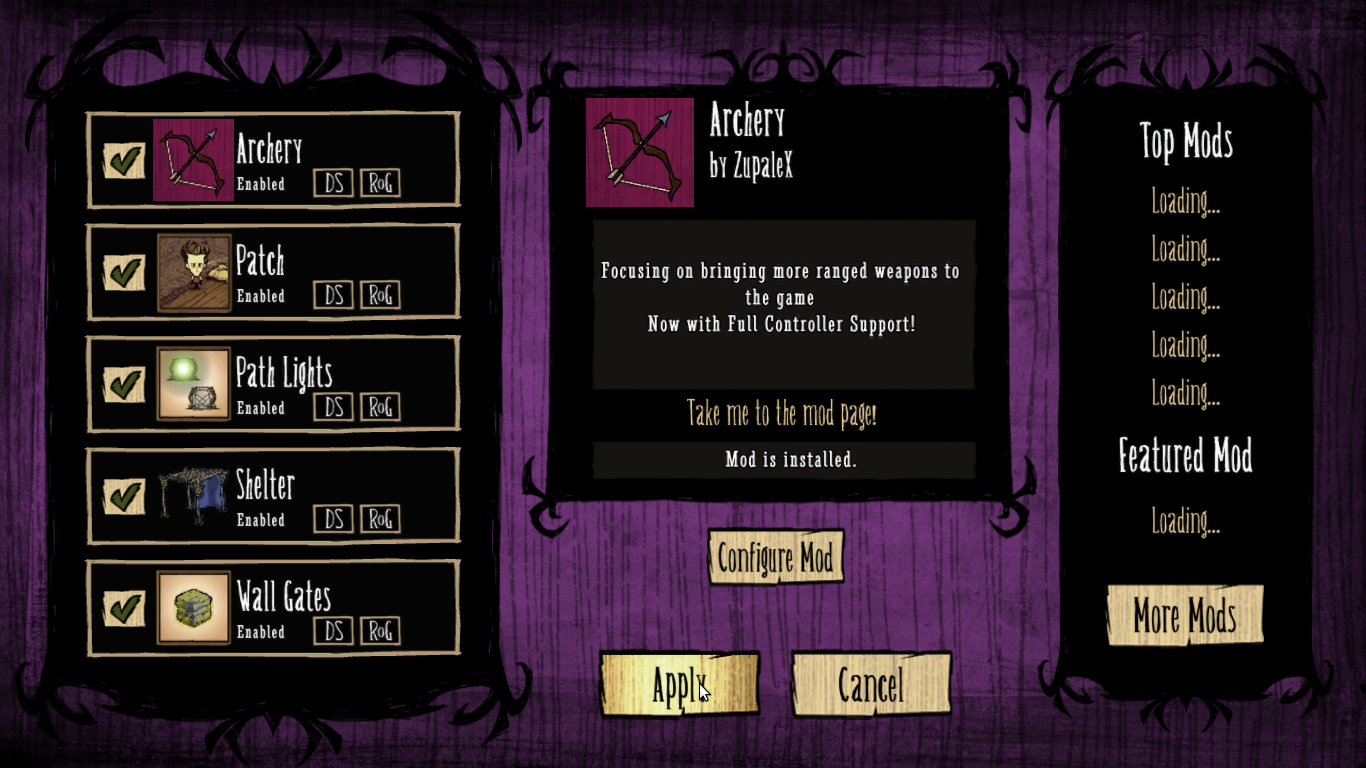 Archery
Enabled
DS RoG
Patch
Enabled
DS RoG
Path Lights
Enabled
DS RoG
Shelter
Enabled
DS RoG
Wall Gates
Enabled
DS RoG
Archery
by ZupaleX
Focusing on bringing more ranged weapons to
the game
Now with Full Controller Support!
Take me to the mod page!
Mod is installed.
Configure Mod
Apply
Cancel
Top Mods
Loading...
Loading...
Loading...
Loading...
Loading...
Featured Mod
Loading...
More Mods